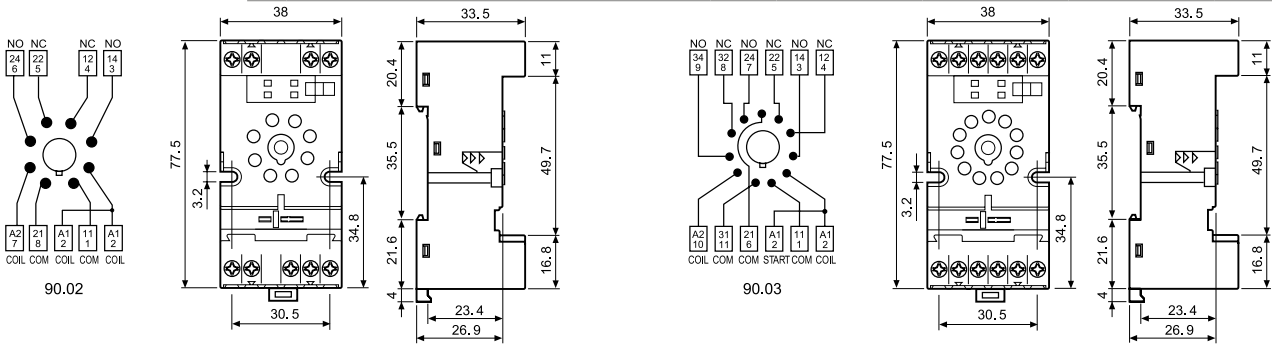 38
33.5
NO NC NC NO
24 22 12 14
6 5 4 3
20.4
11
77.5
35.5
49.7
3.2
34.8
21.6
16.8
4
A2 21 A1 11 A1
7 8 2 1 2
COIL COM COIL COM COIL
90.02
30.5
23.4
26.9
38
33.5
NO NC NO NC NO NC
34 32 24 22 14 12
9 8 7 5 3 4
20.4
11
77.5
35.5
49.7
3.2
34.8
21.6
16.8
4
A2 31 21 A1 11 A1
10 11 6 2 1 2
COIL COM COM START COM COIL
90.03
30.5
23.4
26.9